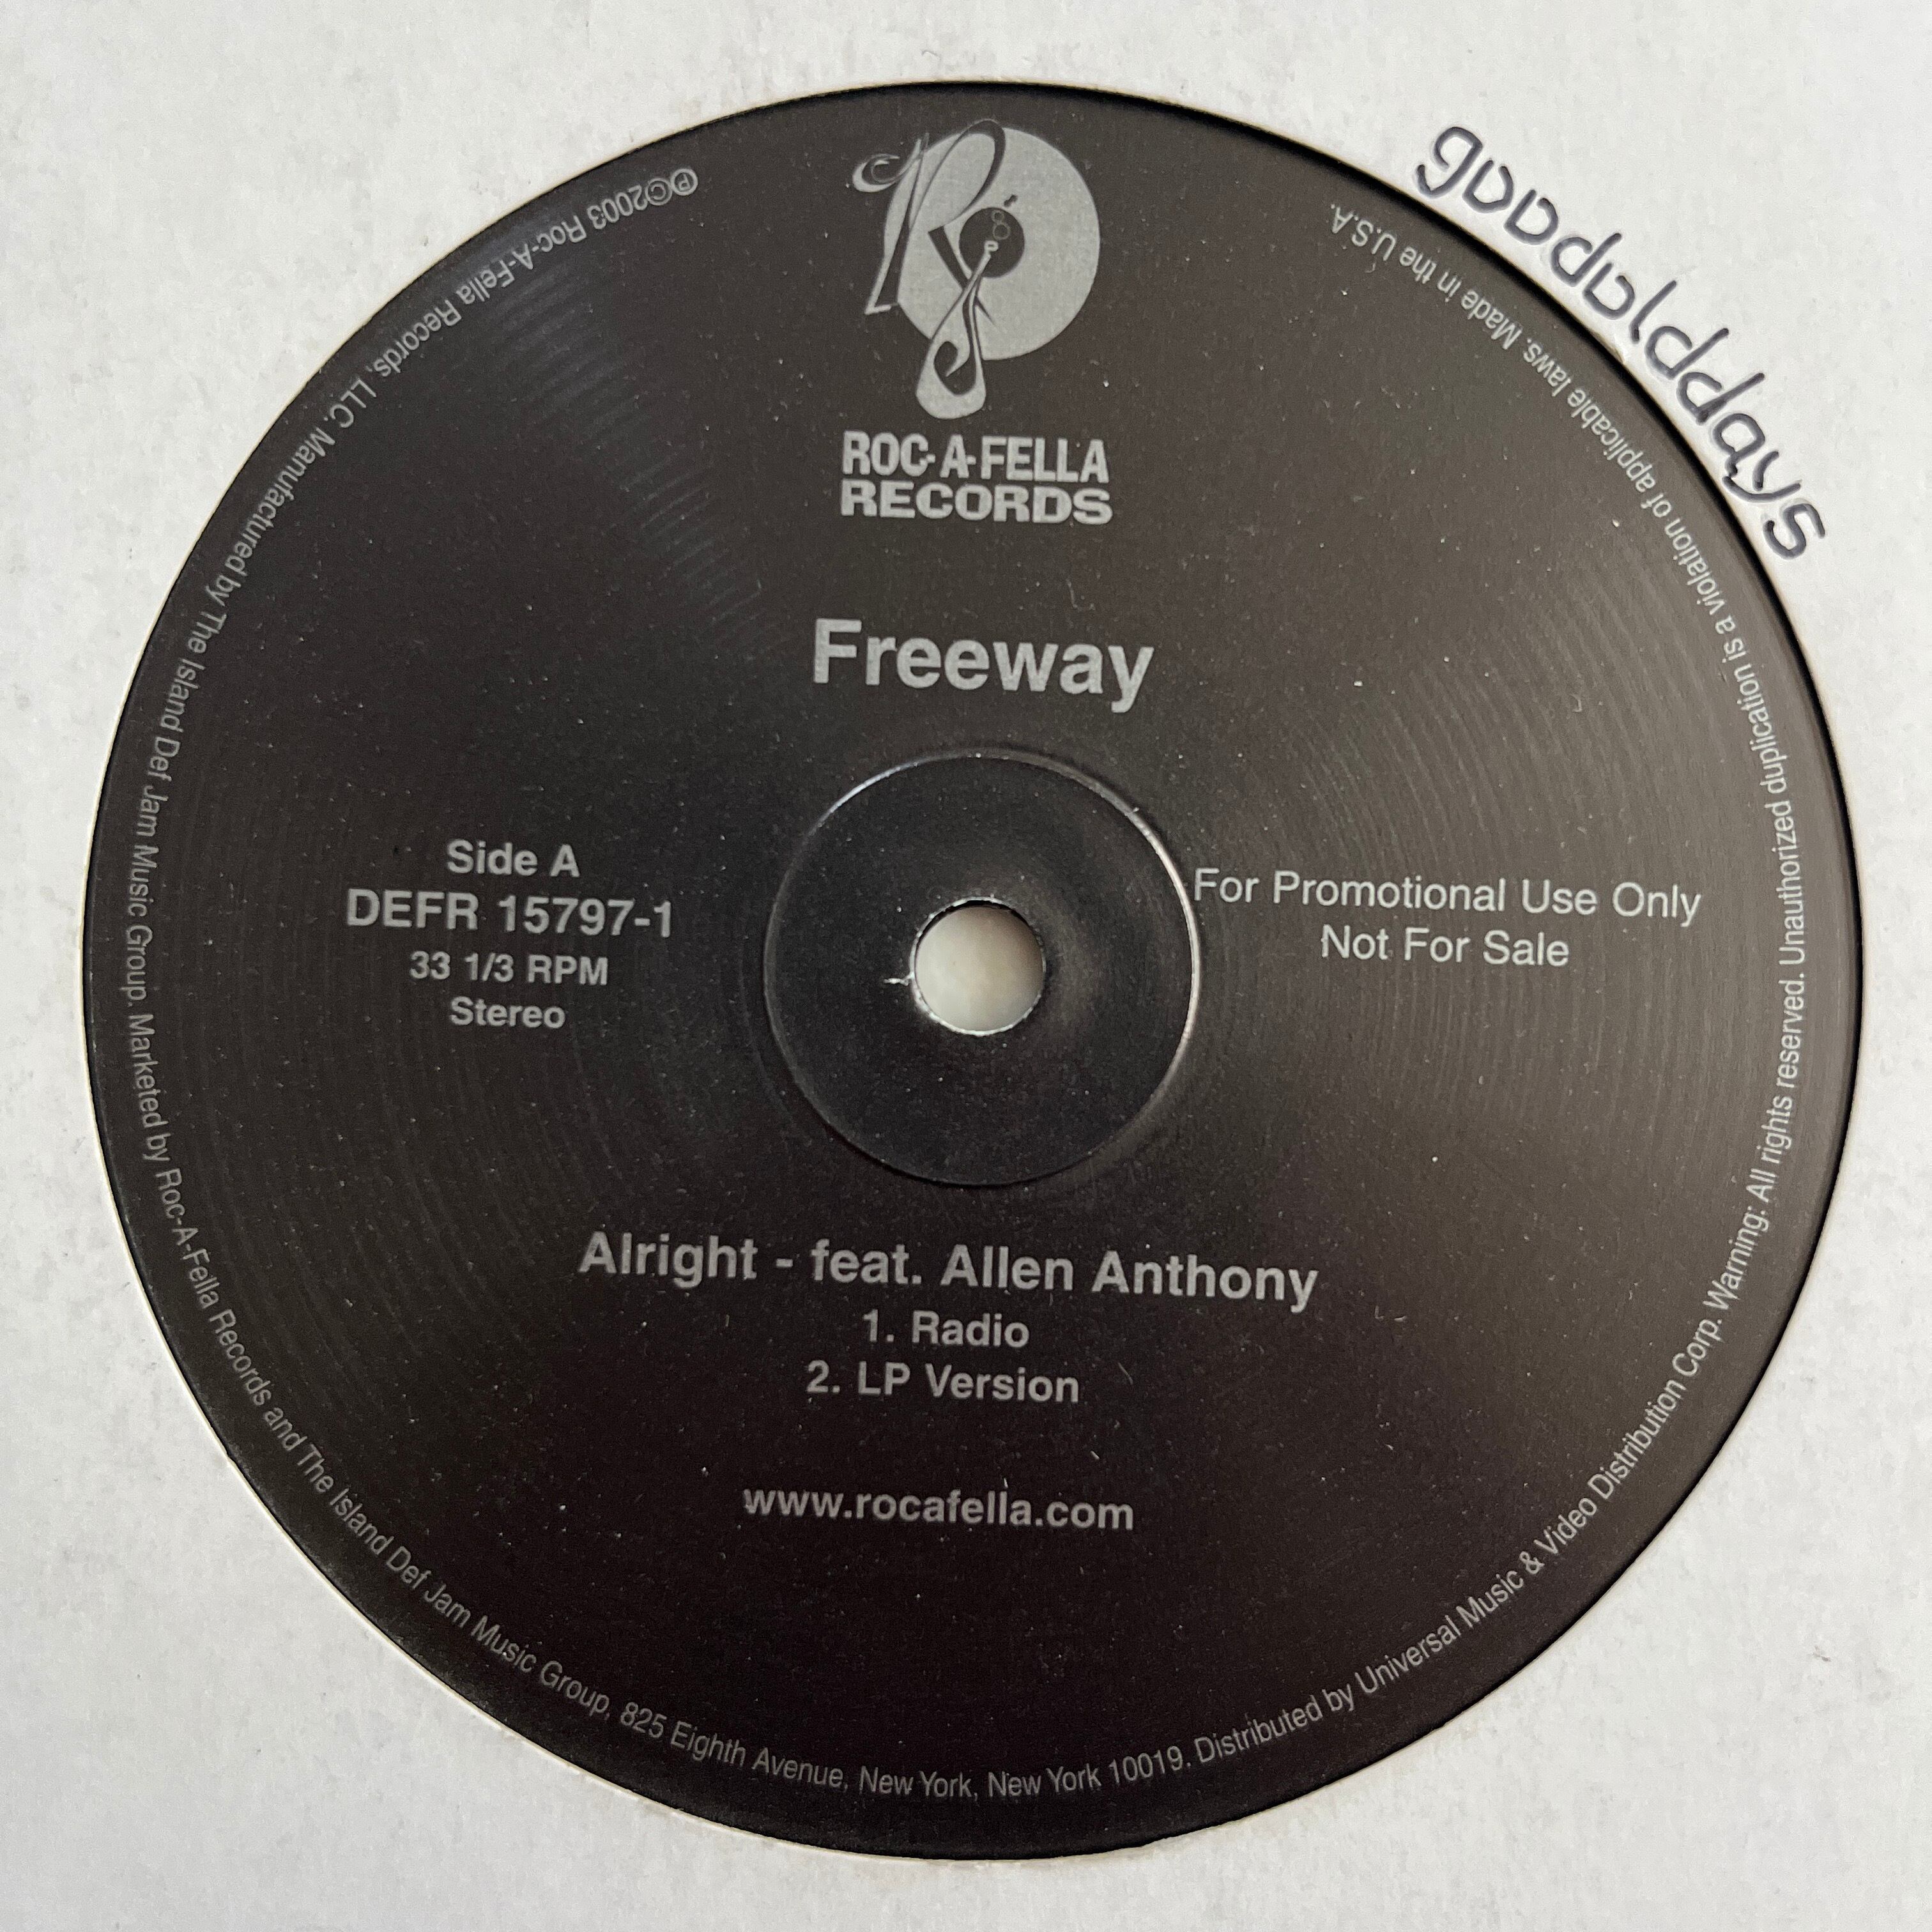 ROC-A-FELLA
RECORDS
Freeway
Side A
DEFR 15797-1
33 1/3 RPM
Stereo
For Promotional Use Only
Not For Sale
Alright - feat. Allen Anthony
1. Radio
2. LP Version
www.rocafella.com
℗©2003 Roc-A-Fella Records, LLC. Manufactured by The Island Def Jam Music Group. Marketed by Roc-A-Fella Records and The Island Def Jam Music Group, 825 Eighth Avenue, New York, New York 10019. Distributed by Universal Music & Video Distribution Corp. Warning: All rights reserved. Unauthorized duplication is a violation of applicable laws. Made in the U.S.A.